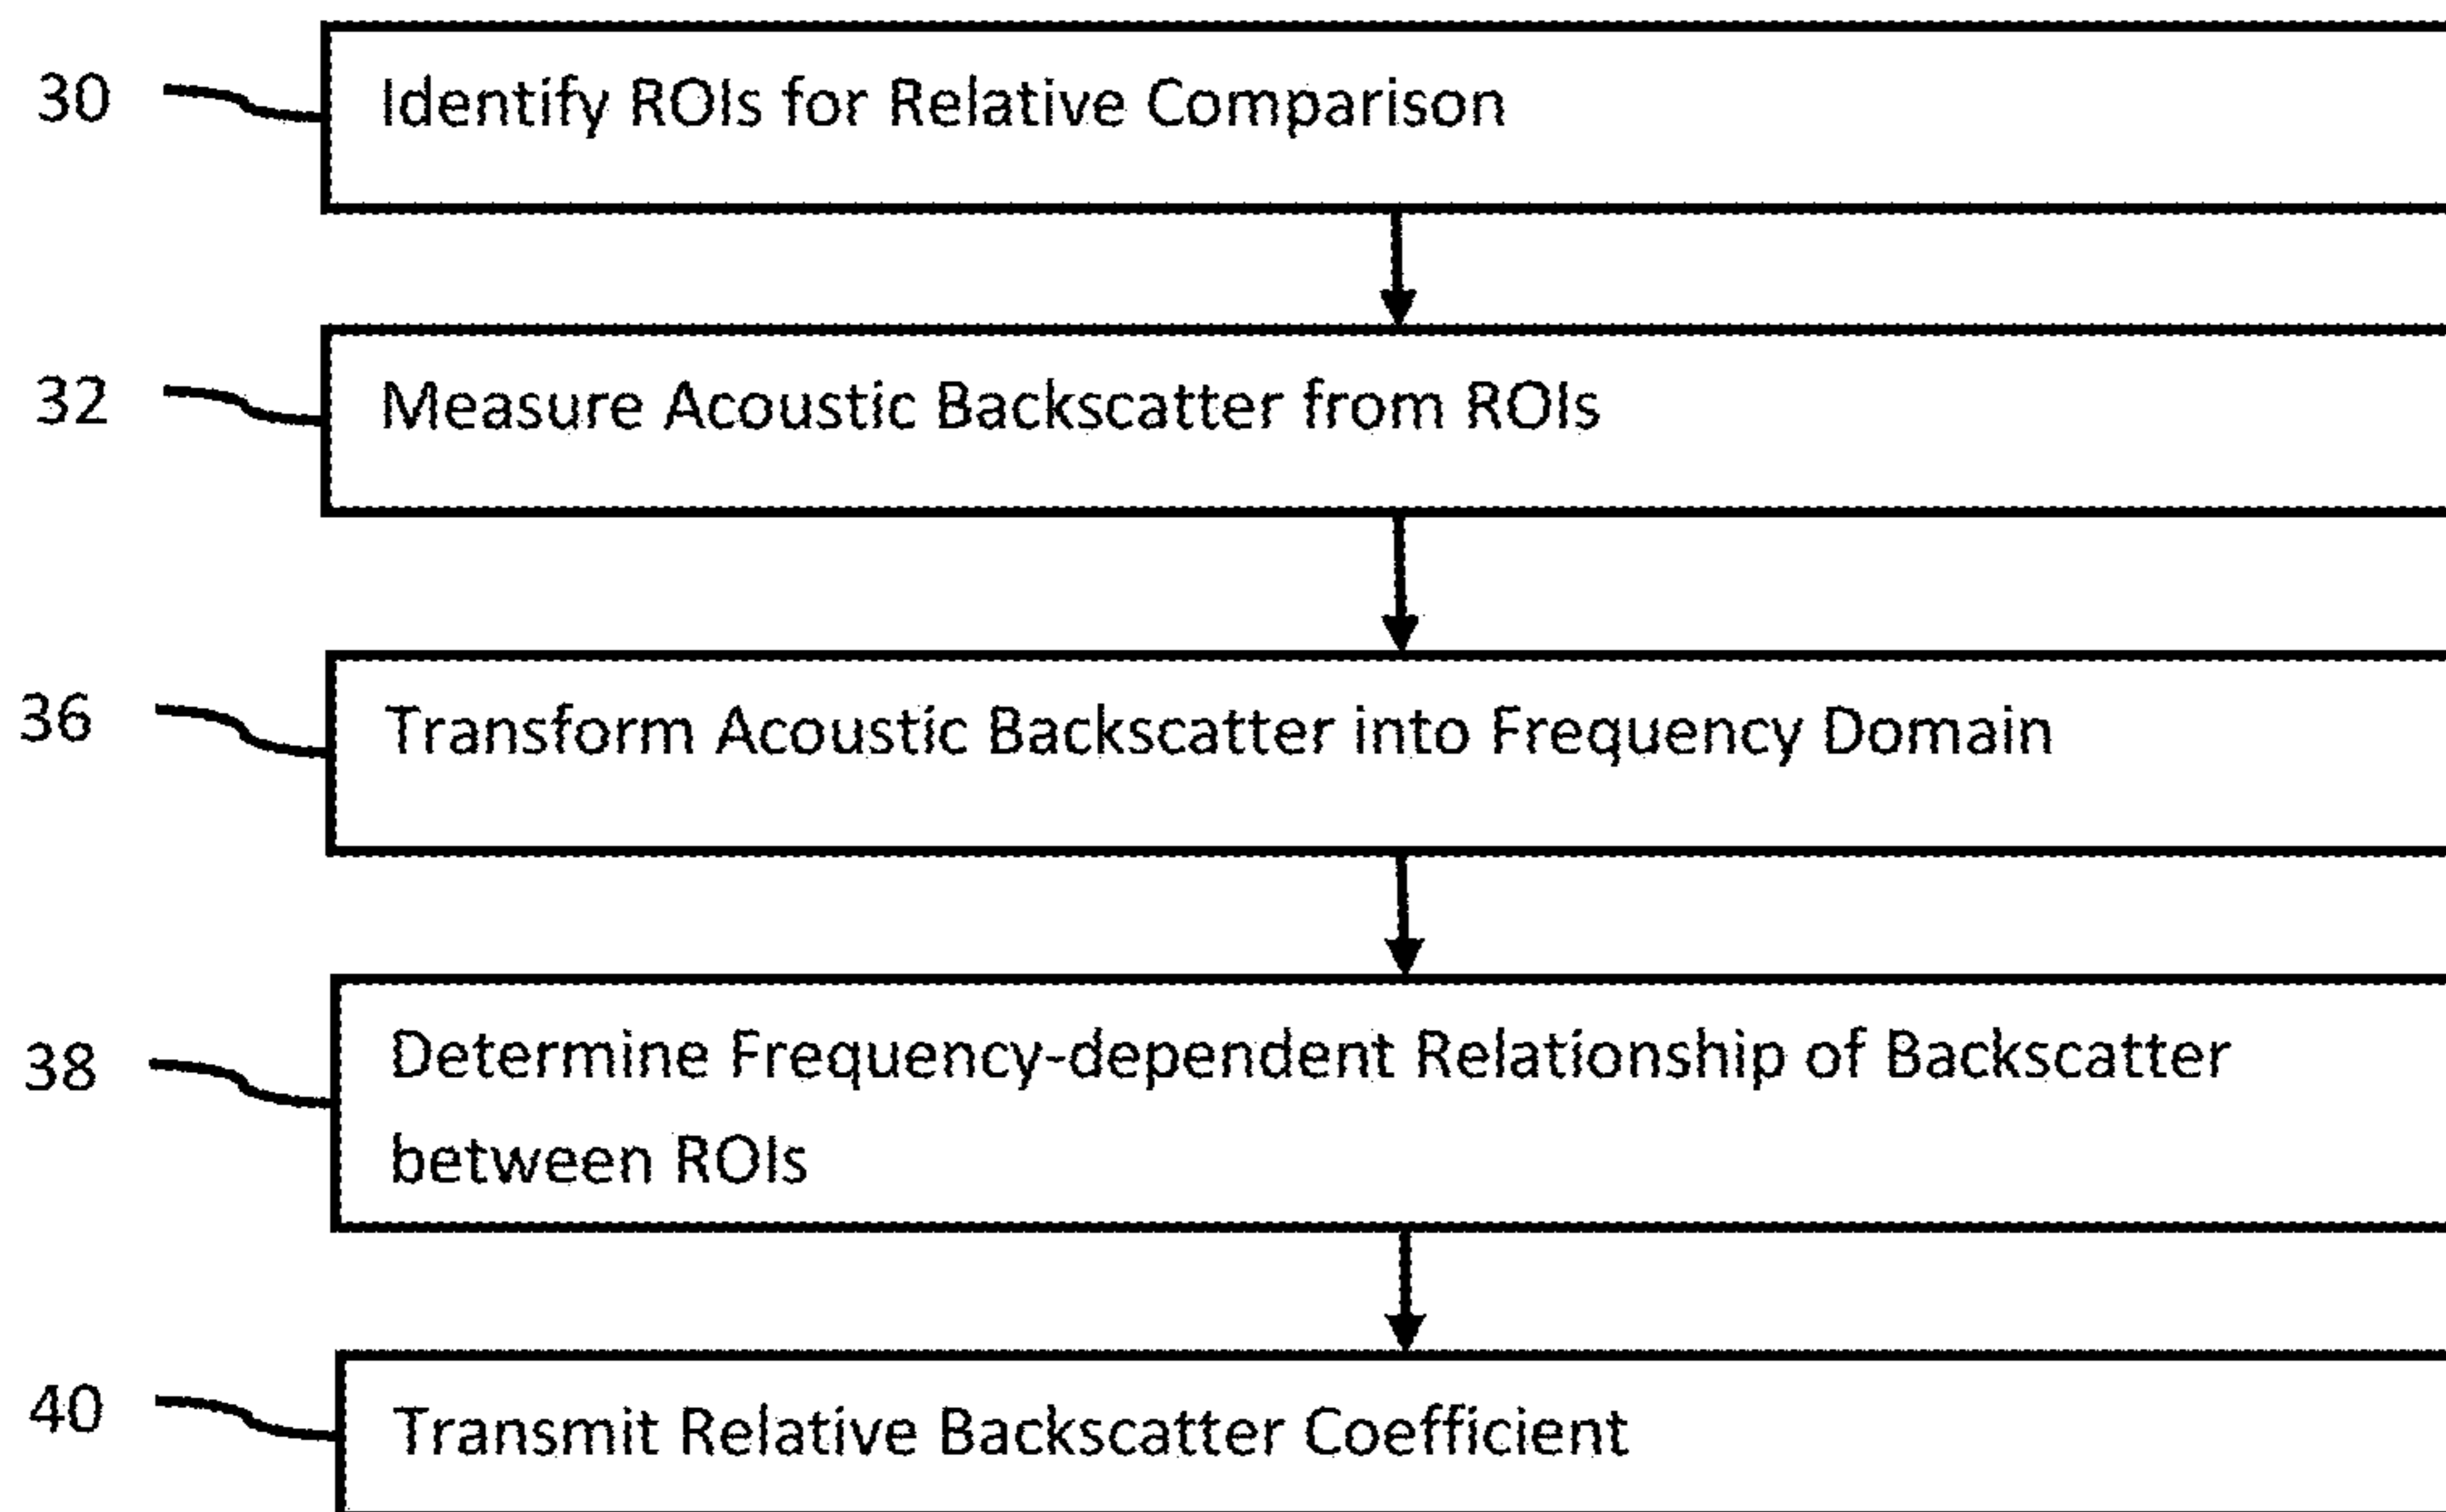 30 Identify ROIs for Relative Comparison
32 Measure Acoustic Backscatter from ROIs
36 Transform Acoustic Backscatter into Frequency Domain
38 Determine Frequency-dependent Relationship of Backscatter
between ROIs
40 Transmit Relative Backscatter Coefficient